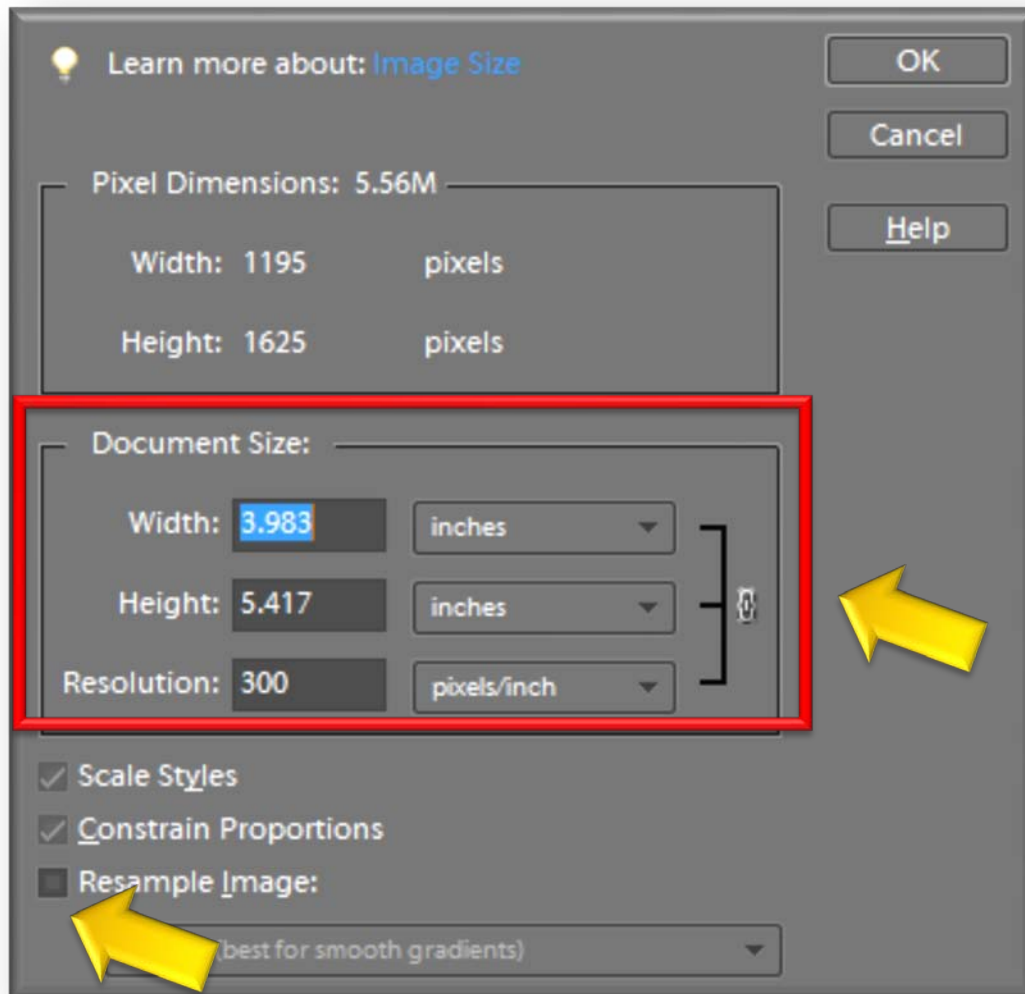 Learn more about: Image Size
OK
Cancel
Help
Pixel Dimensions: 5.56M
Width: 1195 pixels
Height: 1625 pixels
Document Size:
Width: 3.983 inches
Height: 5.417 inches
Resolution: 300 pixels/inch
Scale Styles
Constrain Proportions
Resample Image:
(best for smooth gradients)